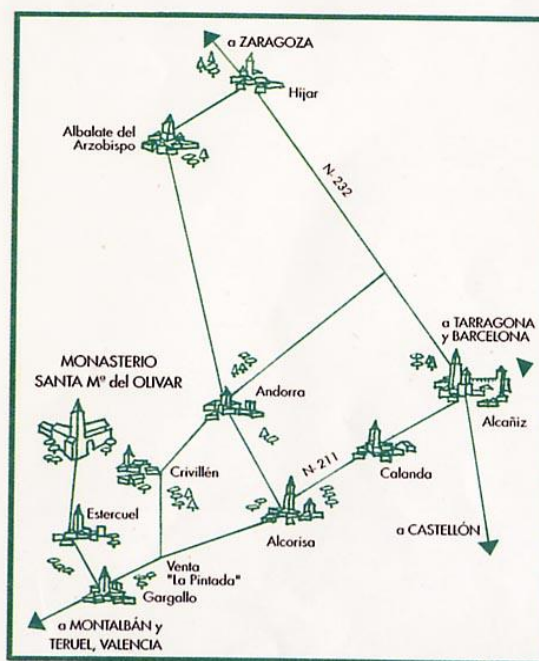 a ZARAGOZA
Hijar
Albalate del
Arzobispo
N-232
a TARRAGONA
y BARCELONA
MONASTERIO
SANTA Mª del OLIVAR
Andorra
Alcañiz
Crivillén
N-211
Calanda
Estercuel
Alcorisa
a CASTELLÓN
Venta
"La Pintada"
Gargallo
a MONTALBÁN y
TERUEL, VALENCIA